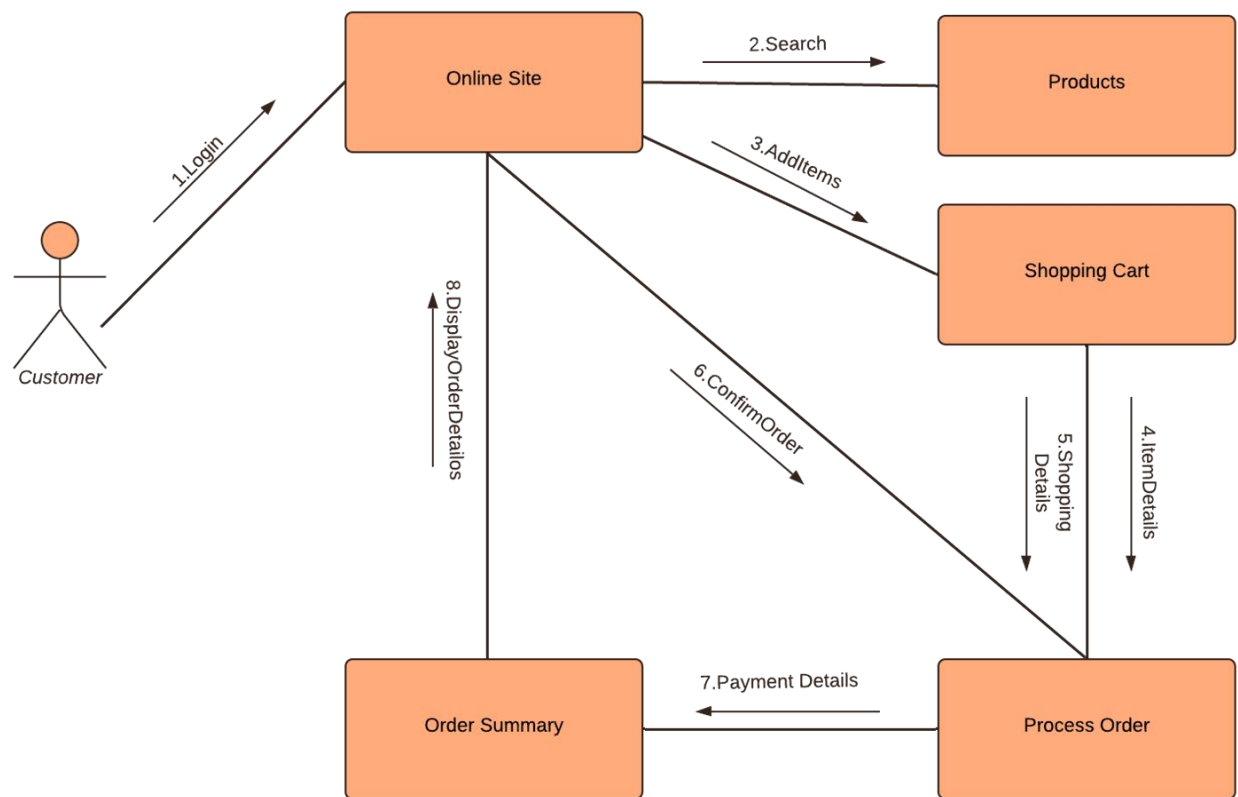 2.Search
Online Site
Products
1.Login
3.AddItems
Shopping Cart
Customer
8.DisplayOrderDetailos
6.ConfirmOrder
5.Shopping
Details
4.ItemDetails
7.Payment Details
Order Summary
Process Order